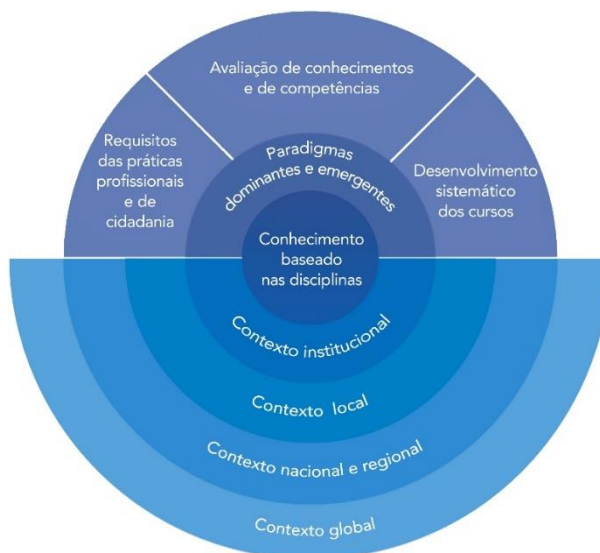 Avaliação de conhecimentos
e de competências
Requisitos
das práticas
profissionais
e de
cidadania
Paradigmas
dominantes e emergentes
Desenvolvimento
sistemático
dos cursos
Conhecimento
baseado
nas disciplinas
Contexto institucional
Contexto local
Contexto nacional e regional
Contexto global